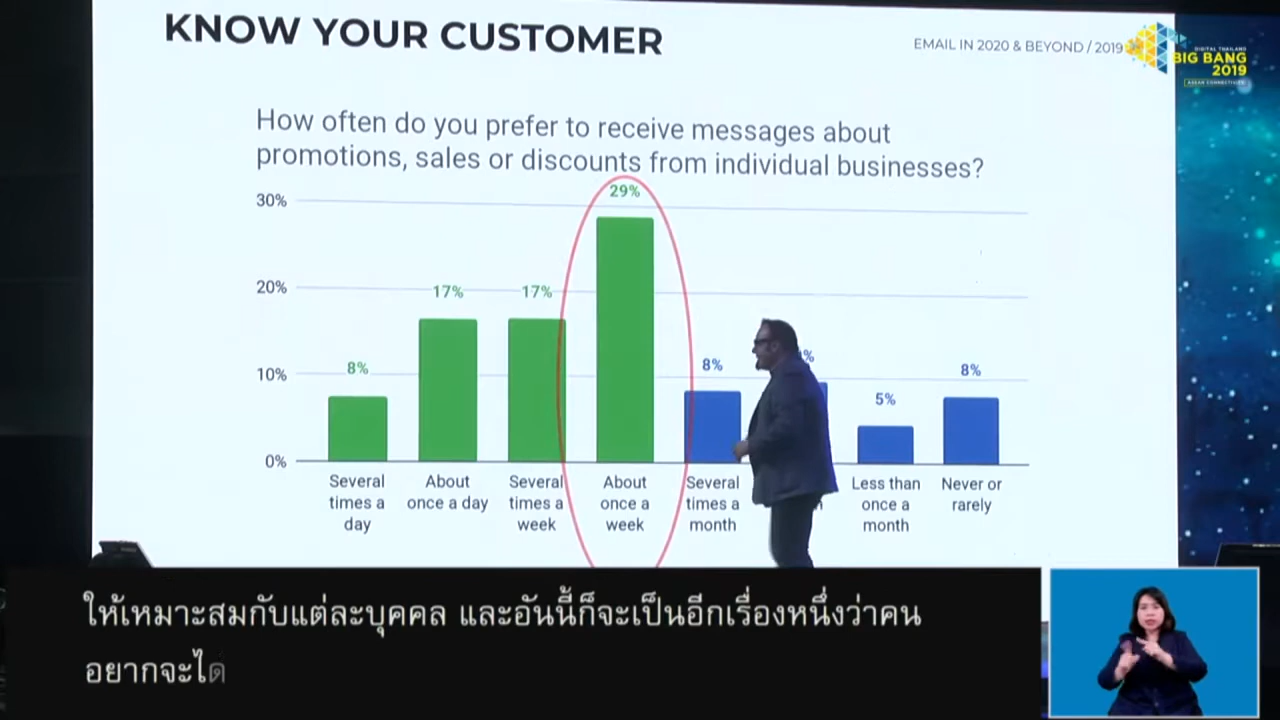 KNOW YOUR CUSTOMER
EMAIL IN 2020 & BEYOND / 2019
DIGITAL THAILAND
BIG BANG
2019
ASEAN CONNECTIVITY
How often do you prefer to receive messages about
promotions, sales or discounts from individual businesses?
30%
20%
10%
0%
8%
17%
17%
29%
8%
%
5%
8%
Several
times a
day
About
once a day
Several
times a
week
About
once a
week
Several
times a
month
Less than
once a
month
Never or
rarely
ให้เหมาะสมกับแต่ละบุคคล และอันนี้ก็จะเป็นอีกเรื่องหนึ่งว่าคน
อยากจะได